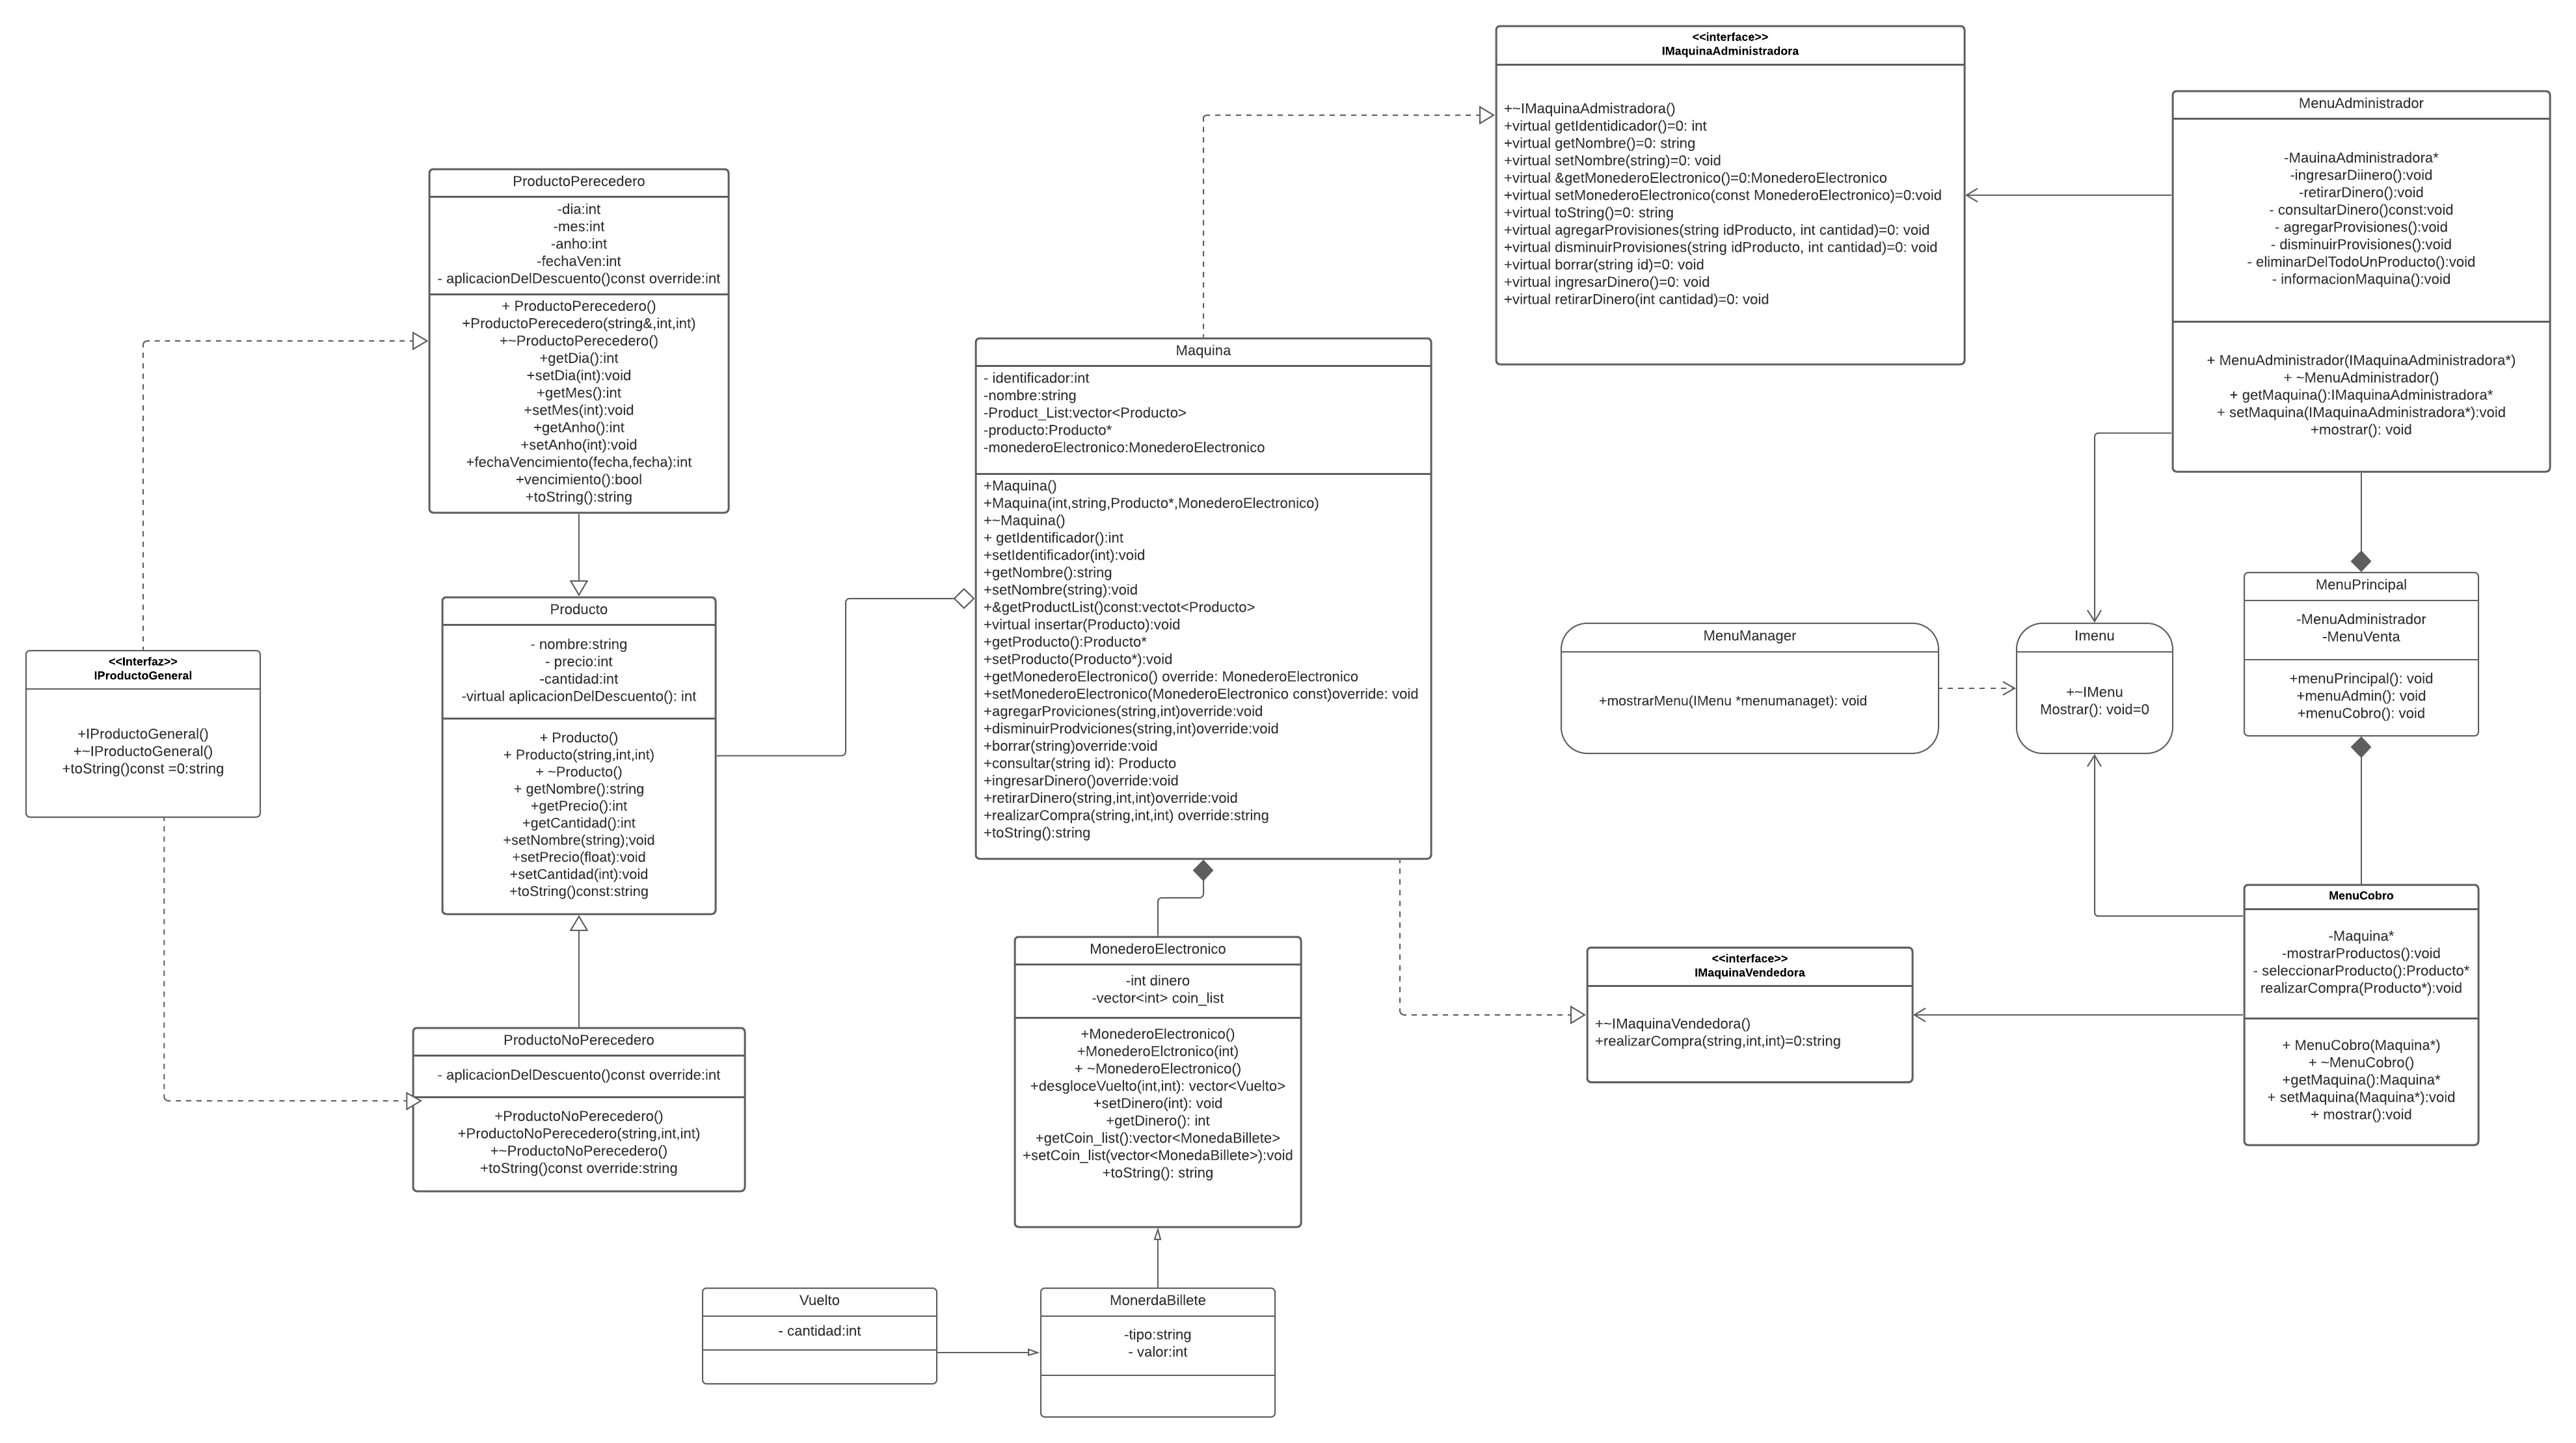 <<interface>>
IMaquinaAdministradora
+~IMaquinaAdmistradora()
+virtual getIdentidicador()=0: int
+virtual getNombre()=0: string
+virtual setNombre(string)=0: void
+virtual &getMonederoElectronico()=0:MonederoElectronico
+virtual setMonederoElectronico(const MonederoElectronico)=0:void
+virtual toString()=0: string
+virtual agregarProvisiones(string idProducto, int cantidad)=0: void
+virtual disminuirProvisiones(string idProducto, int cantidad)=0: void
+virtual borrar(string id)=0: void
+virtual ingresarDinero()=0: void
+virtual retirarDinero(int cantidad)=0: void
MenuAdministrador
-MauinaAdministradora*
-ingresarDiinero():void
-retirarDinero():void
- consultarDinero()const:void
- agregarProvisiones():void
- disminuirProvisiones():void
- eliminarDelTodoUnProducto():void
- informacionMaquina():void
+ MenuAdministrador(IMaquinaAdministradora*)
+ ~MenuAdministrador()
+ getMaquina():IMaquinaAdministradora*
+ setMaquina(IMaquinaAdministradora*):void
+mostrar(): void
ProductoPerecedero
-dia:int
-mes:int
-anho:int
-fechaVen:int
- aplicacionDelDescuento()const override:int
+ ProductoPerecedero()
+ProductoPerecedero(string&,int,int)
+~ProductoPerecedero()
+getDia():int
+setDia(int):void
+getMes():int
+setMes(int):void
+getAnho():int
+setAnho(int):void
+fechaVencimiento(fecha,fecha):int
+vencimiento():bool
+toString():string
Maquina
- identificador:int
-nombre:string
-Product_List:vector<Producto>
-producto:Producto*
-monederoElectronico:MonederoElectronico
+Maquina()
+Maquina(int,string,Producto*,MonederoElectronico)
+~Maquina()
+ getIdentificador():int
+setIdentificador(int):void
+getNombre():string
+setNombre(string):void
+&getProductList()const:vectot<Producto>
+virtual insertar(Producto):void
+getProducto():Producto*
+setProducto(Producto*):void
+getMonederoElectronico() override: MonederoElectronico
+setMonederoElectronico(MonederoElectronico const)override: void
+agregarProviciones(string,int)override:void
+disminuirProdviciones(string,int)override:void
+borrar(string)override:void
+consultar(string id): Producto
+ingresarDinero()override:void
+retirarDinero(string,int,int)override:void
+realizarCompra(string,int,int) override:string
+toString():string
Producto
- nombre:string
- precio:int
-cantidad:int
-virtual aplicacionDelDescuento(): int
+ Producto()
+ Producto(string,int,int)
+ ~Producto()
+ getNombre():string
+getPrecio():int
+getCantidad():int
+setNombre(string);void
+setPrecio(float):void
+setCantidad(int):void
+toString()const:string
<<Interfaz>>
IProductoGeneral
+IProductoGeneral()
+~IProductoGeneral()
+toString()const =0:string
MenuManager
+mostrarMenu(IMenu *menumanaget): void
Imenu
+~IMenu
Mostrar(): void=0
MenuPrincipal
-MenuAdministrador
-MenuVenta
+menuPrincipal(): void
+menuAdmin(): void
+menuCobro(): void
MenuCobro
-Maquina*
-mostrarProductos():void
- seleccionarProducto():Producto*
realizarCompra(Producto*):void
+ MenuCobro(Maquina*)
+ ~MenuCobro()
+getMaquina():Maquina*
+ setMaquina(Maquina*):void
+ mostrar():void
<<interface>>
IMaquinaVendedora
+~IMaquinaVendedora()
+realizarCompra(string,int,int)=0:string
MonederoElectronico
-int dinero
-vector<int> coin_list
+MonederoElectronico()
+MonederoElctronico(int)
+ ~MonederoElectronico()
+desgloceVuelto(int,int): vector<Vuelto>
+setDinero(int): void
+getDinero(): int
+getCoin_list():vector<MonedaBillete>
+setCoin_list(vector<MonedaBillete>):void
+toString(): string
ProductoNoPerecedero
- aplicacionDelDescuento()const override:int
+ProductoNoPerecedero()
+ProductoNoPerecedero(string,int,int)
+~ProductoNoPerecedero()
+toString()const override:string
Vuelto
- cantidad:int
MonerdaBillete
-tipo:string
- valor:int